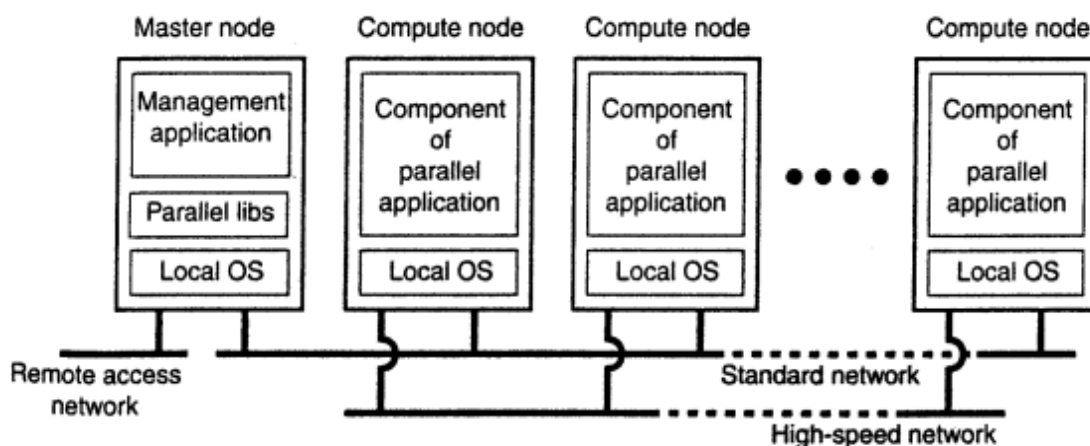 Master node
Compute node
Compute node
Compute node
Management
application
Parallel libs
Local OS
Component
of
parallel
application
Local OS
Component
of
parallel
application
Local OS
Component
of
parallel
application
Local OS
Remote access
network
Standard network
High-speed network